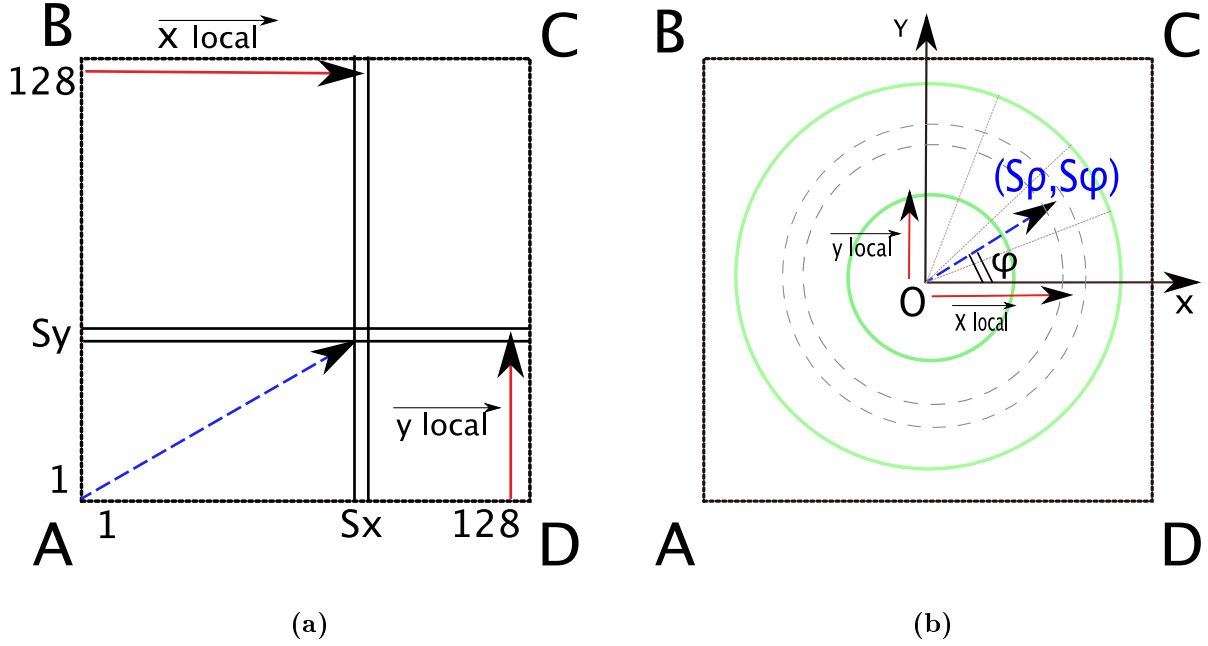 B
x local
C
128
Sy
y local
1
A
1
Sx
128
D
(a)
B
Y
C
(Sρ,Sφ)
y local
φ
O
X local
X
A
D
(b)